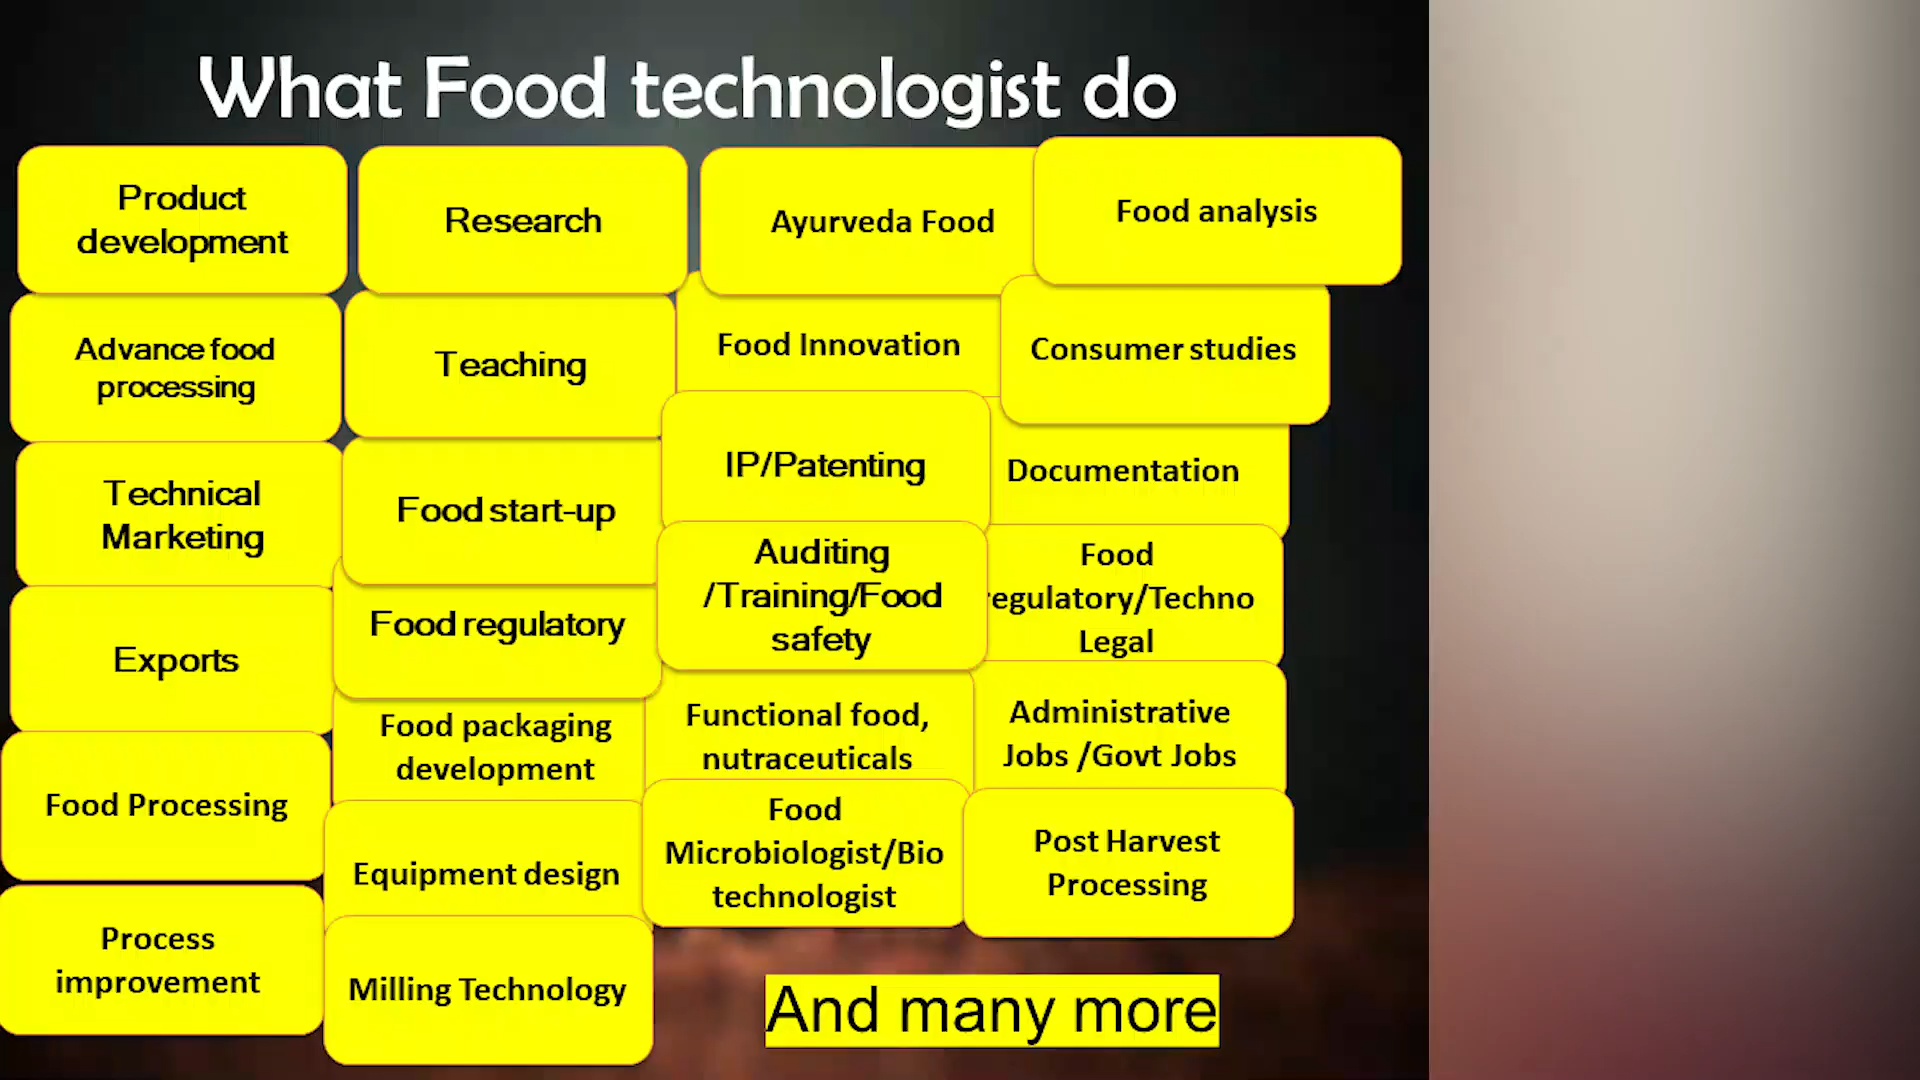 What Food technologist do
Product
development
Research
Ayurveda Food
Food analysis
Advance food
processing
Teaching
Food Innovation
Consumer studies
Technical
Marketing
Food start-up
IP/Patenting
Documentation
Exports
Food regulatory
Auditing
/Training/Food
safety
Food
egulatory/Techno
Legal
Food Processing
Food packaging
development
Functional food,
nutraceuticals
Administrative
Jobs /Govt Jobs
Process
improvement
Equipment design
Food
Microbiologist/Bio
technologist
Post Harvest
Processing
Milling Technology
And many more